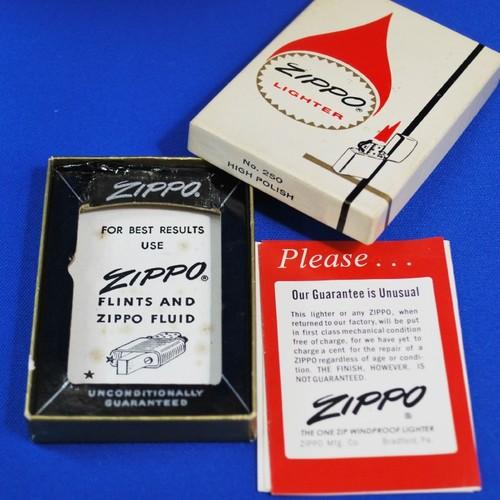 ZIPPO®
LIGHTER
No. 250
HIGH POLISH
ZIPPO®
FOR BEST RESULTS
USE
ZIPPO®
FLINTS AND
ZIPPO FLUID
UNCONDITIONALLY
GUARANTEED
Please...
Our Guarantee is Unusual
This lighter or any ZIPPO, when
returned to our factory, will be put
in first class mechanical condition
free of charge, for we have yet to
charge a cent for the repair of a
ZIPPO regardless of age or condi-
tion. THE FINISH, HOWEVER, IS
NOT GUARANTEED.
ZIPPO®
THE ONE ZIP WINDPROOF LIGHTER
ZIPPO Mfg. Co. Bradford, Pa.